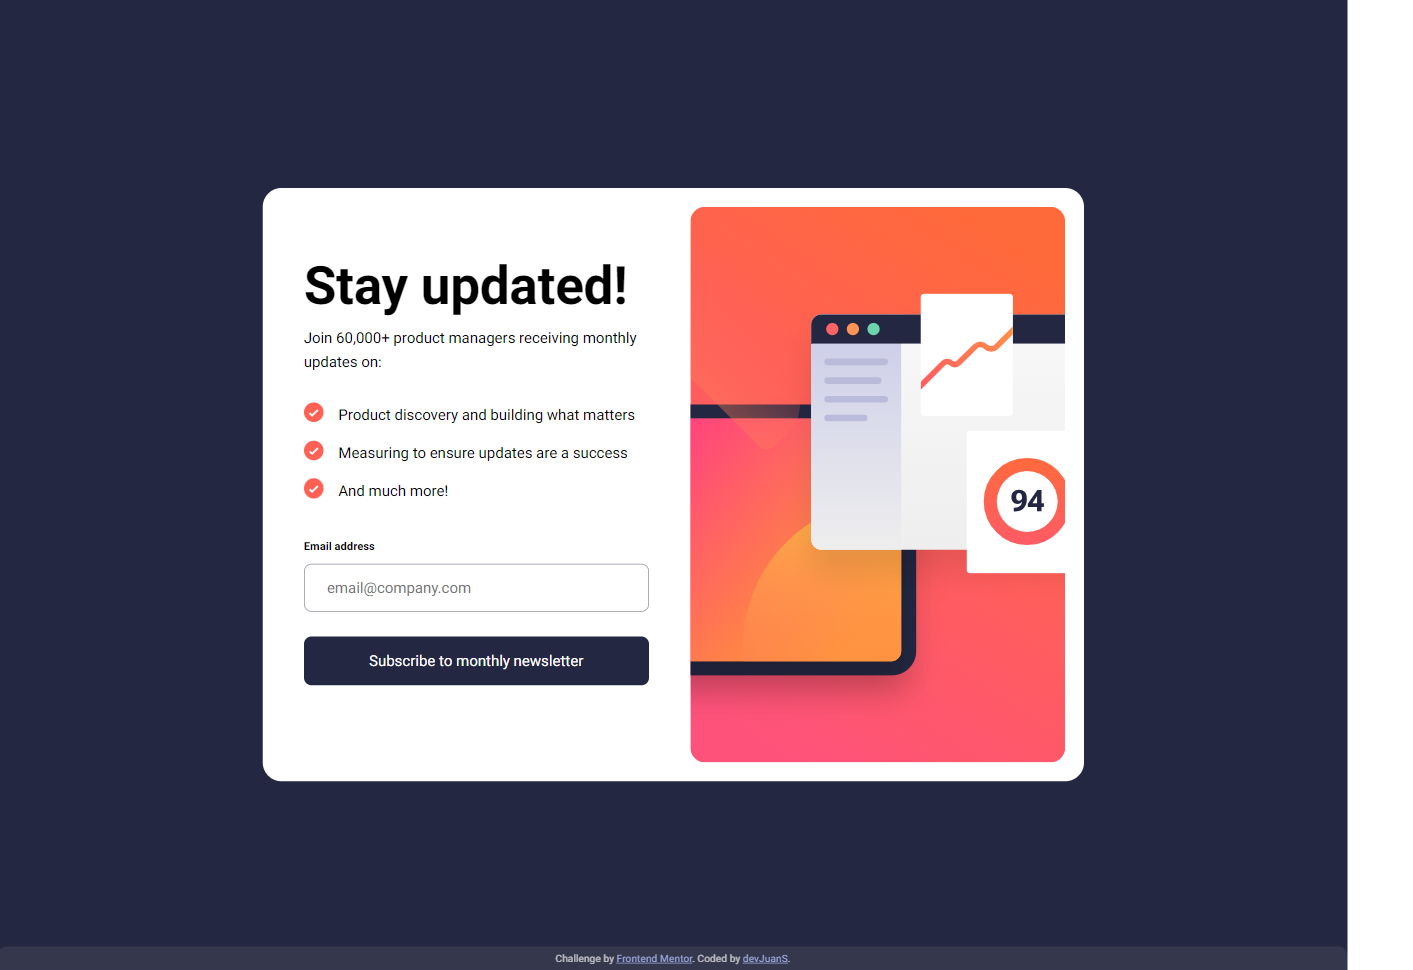 Stay updated!
Join 60,000+ product managers receiving monthly
updates on:
Product discovery and building what matters
Measuring to ensure updates are a success
And much more!
Email address
email@company.com
Subscribe to monthly newsletter
94
Challenge by Frontend Mentor. Coded by devJuanS.